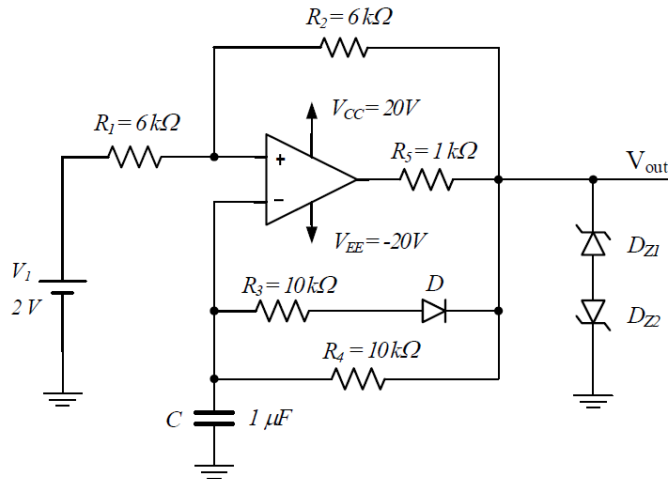 R2 = 6 kΩ
VCC = 20V
R1 = 6 kΩ
R5 = 1 kΩ
Vout
+
−
VEE = -20V
DZ1
V1
2 V
R3 = 10 kΩ
D
DZ2
R4 = 10 kΩ
C
1 μF